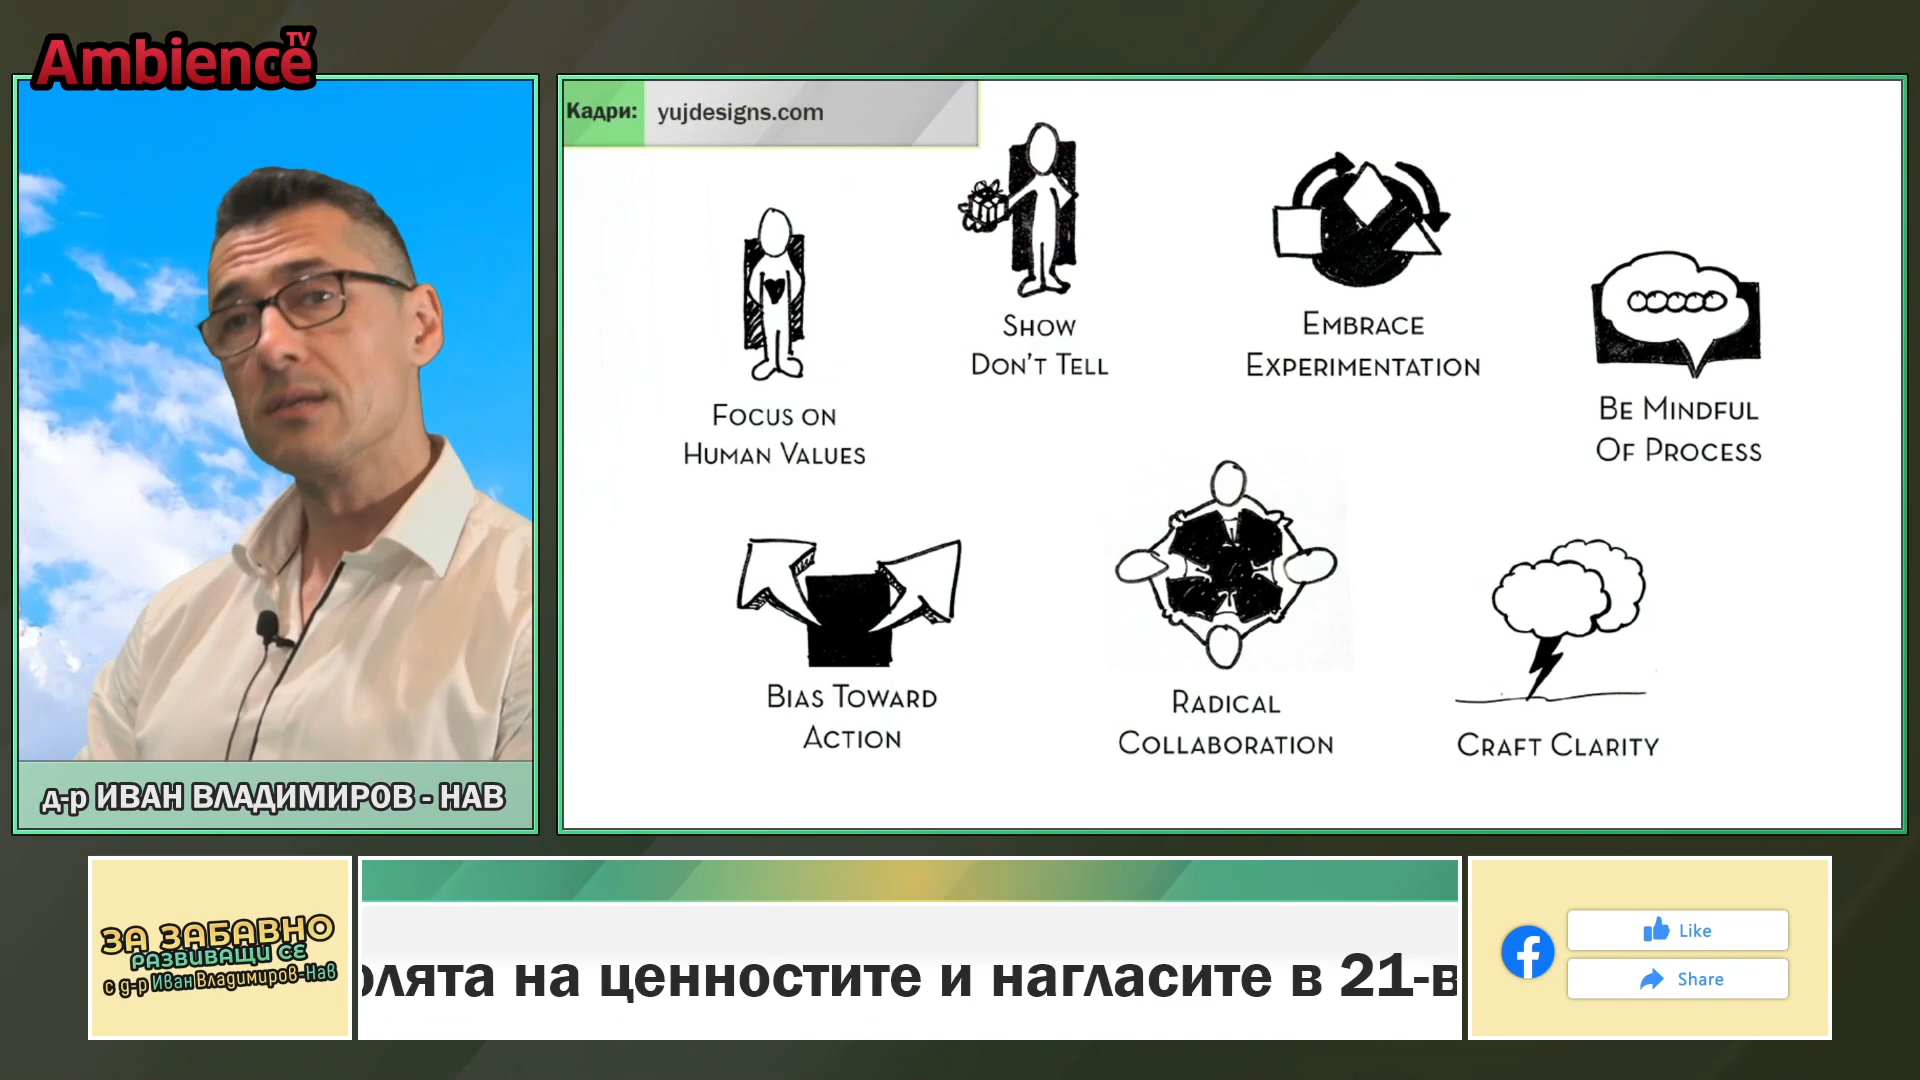 Ambience TV
Кадри: yujdesigns.com
SHOW
DON'T TELL
EMBRACE
EXPERIMENTATION
BE MINDFUL
OF PROCESS
FOCUS ON
HUMAN VALUES
BIAS TOWARD
ACTION
RADICAL
COLLABORATION
CRAFT CLARITY
д-р ИВАН ВЛАДИМИРОВ - НАВ
ЗА ЗАБАВНО
РАЗВИВАЩИ СЕ
с д-р Иван Владимиров-Нав
на ценностите и нагласите в 21-в
Like
Share